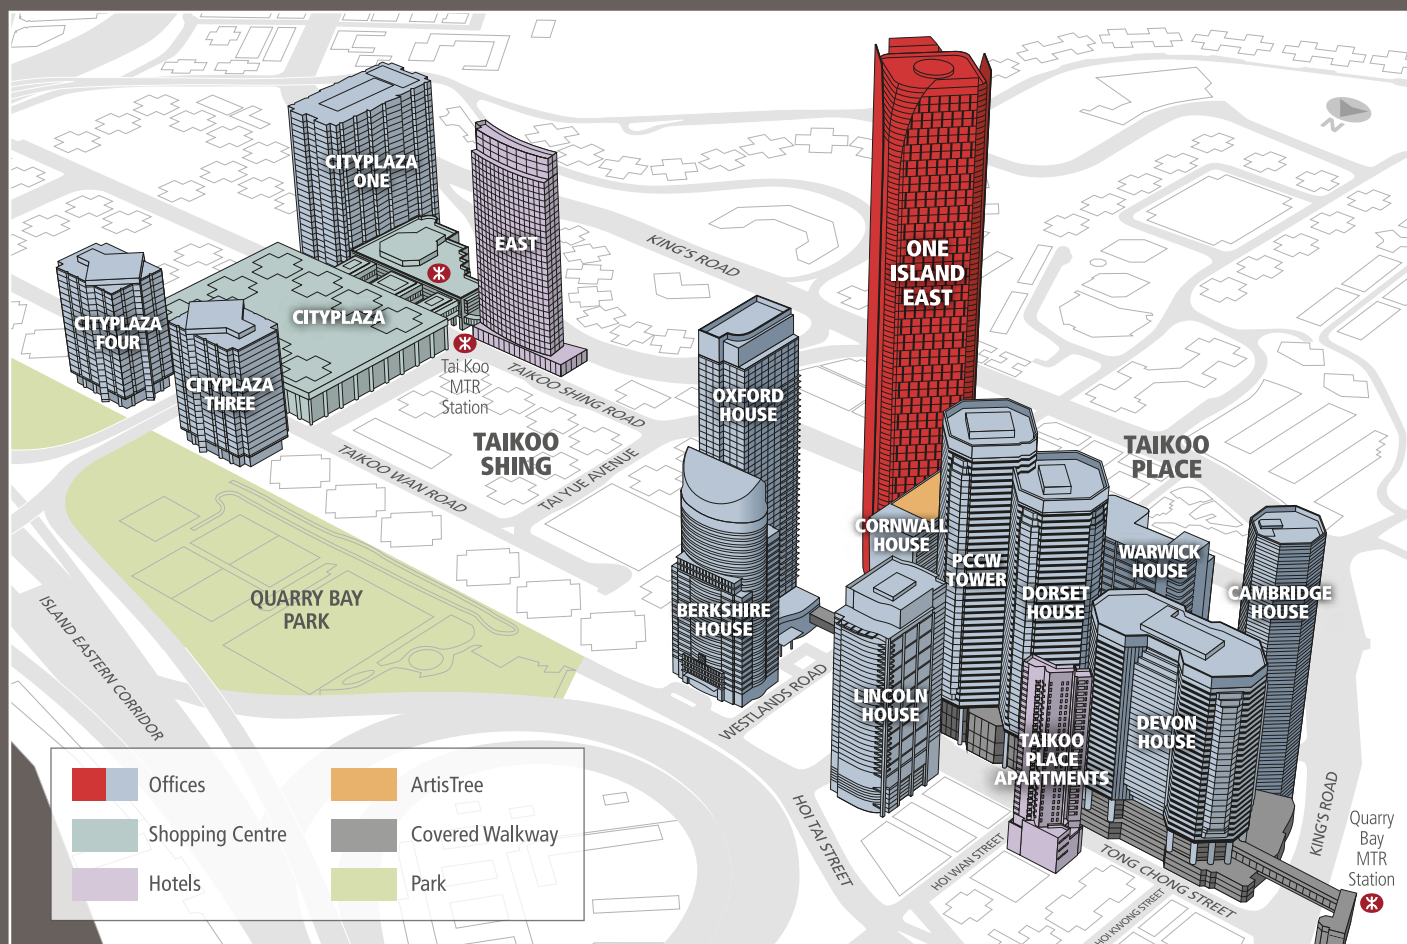 CITYPLAZA
ONE
EAST
CITYPLAZA
FOUR
CITYPLAZA
CITYPLAZA
THREE
Tai Koo
MTR
Station
KING'S ROAD
TAIKOO SHING ROAD
TAIKOO
SHING
TAIKOO WAN ROAD
TAI YUE AVENUE
QUARRY BAY
PARK
ISLAND EASTERN CORRIDOR
N
ONE
ISLAND
EAST
OXFORD
HOUSE
TAIKOO
PLACE
CORNWALL
HOUSE
PCCW
TOWER
WARWICK
HOUSE
DORSET
HOUSE
CAMBRIDGE
HOUSE
BERKSHIRE
HOUSE
WESTLANDS ROAD
LINCOLN
HOUSE
DEVON
HOUSE
TAIKOO
PLACE
APARTMENTS
HOI TAI STREET
HOI WAN STREET
TONG CHONG STREET
HOI KWONG STREET
KING'S ROAD
Quarry
Bay
MTR
Station
Offices
Shopping Centre
Hotels
ArtisTree
Covered Walkway
Park